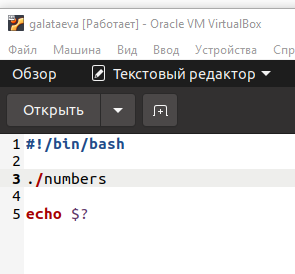 galataeva [Работает] - Oracle VM VirtualBox
Файл Машина Вид Ввод Устройства Спр
Обзор Текстовый редактор
Открыть
1 #!/bin/bash
2
3 ./numbers
4
5 echo $?